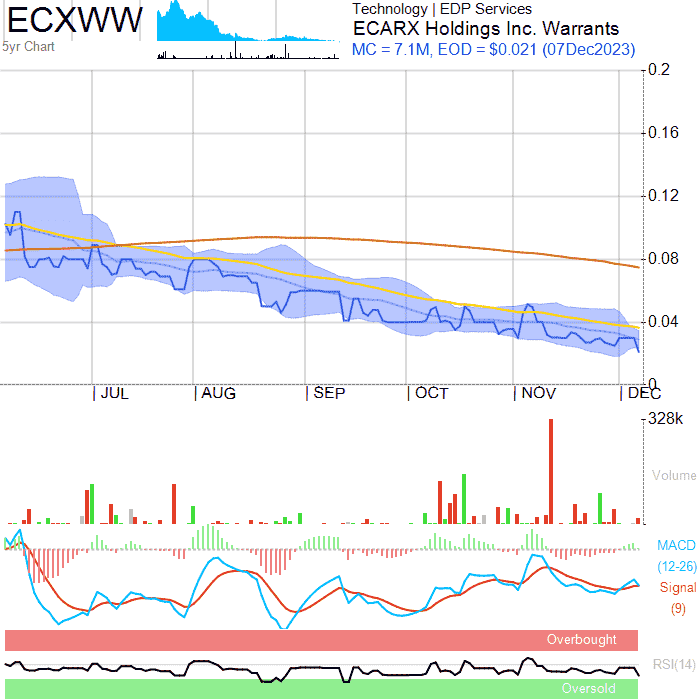 ECXWW
5yr Chart
Technology | EDP Services
ECARX Holdings Inc. Warrants
MC = 7.1M, EOD = $0.021 (07Dec2023)
0.2
0.16
0.12
0.08
0.04
0
JUL AUG SEP OCT NOV DEC
328k
Volume
MACD
(12-26)
Signal
(9)
Overbought
RSI(14)
Oversold